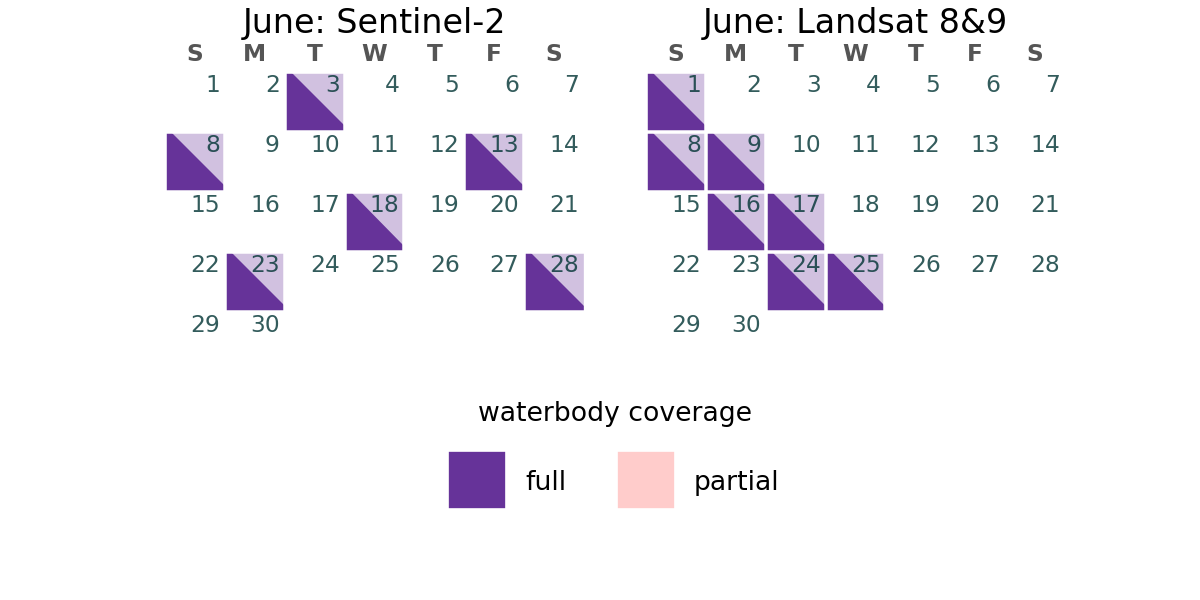 June: Sentinel-2
S M T W T F S
1 2 3 4 5 6 7
8 9 10 11 12 13 14
15 16 17 18 19 20 21
22 23 24 25 26 27 28
29 30
June: Landsat 8&9
S M T W T F S
1 2 3 4 5 6 7
8 9 10 11 12 13 14
15 16 17 18 19 20 21
22 23 24 25 26 27 28
29 30
waterbody coverage
full
partial